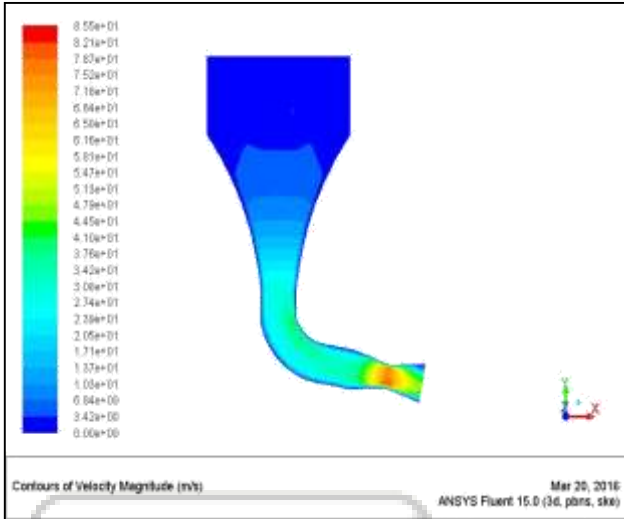 8.55e+01
8.21e+01
7.87e+01
7.52e+01
7.18e+01
6.84e+01
6.50e+01
6.16e+01
5.81e+01
5.47e+01
5.13e+01
4.79e+01
4.45e+01
4.10e+01
3.76e+01
3.42e+01
3.08e+01
2.74e+01
2.39e+01
2.05e+01
1.71e+01
1.37e+01
1.03e+01
6.84e+00
3.42e+00
0.00e+00
Y
Z
X
Contours of Velocity Magnitude (m/s)
Mar 20, 2016
ANSYS Fluent 15.0 (3d, pbns, ske)